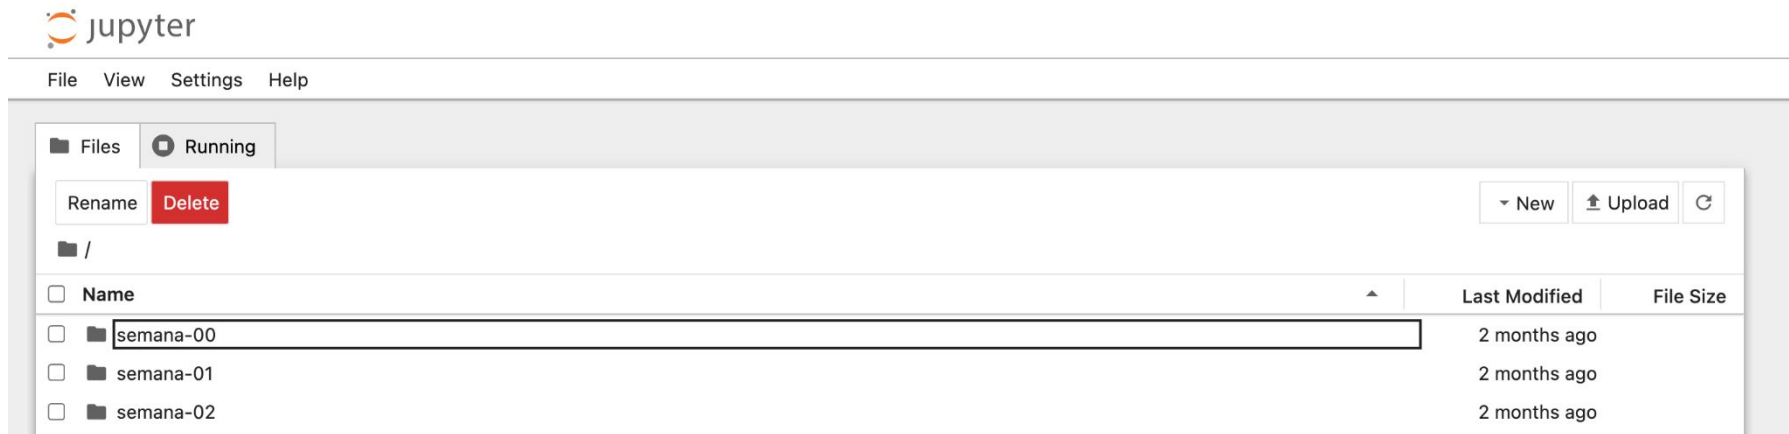 jupyter
File View Settings Help
Files Running
Rename Delete New Upload
/
Name Last Modified File Size
semana-00 2 months ago
semana-01 2 months ago
semana-02 2 months ago